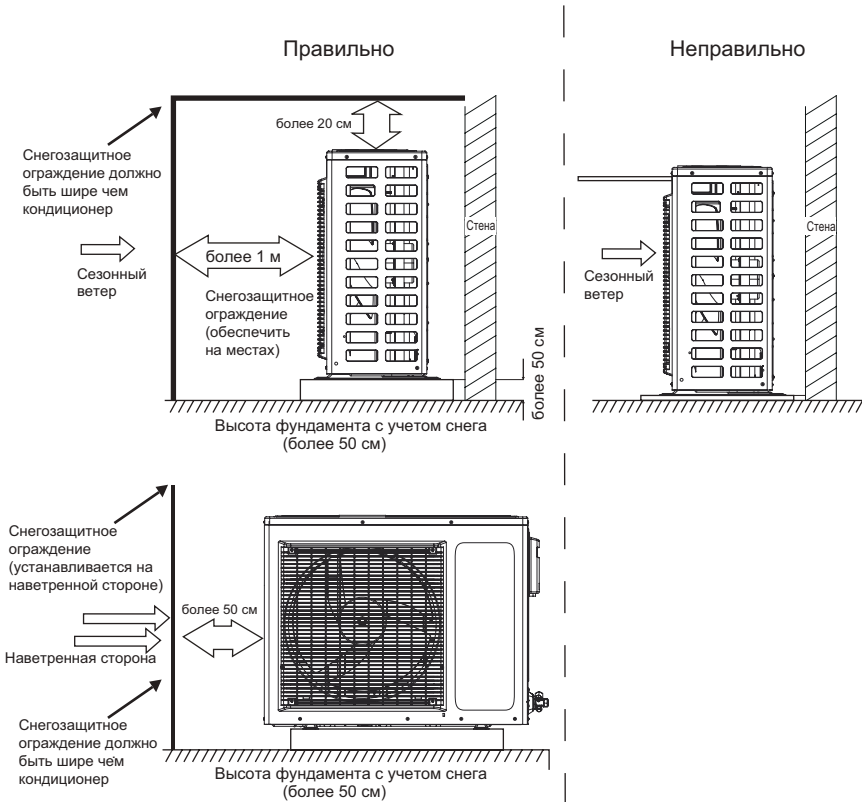 Правильно
Неправильно
более 20 см
Снегозащитное
ограждение должно
быть шире чем
кондиционер
Стена
Стена
более 1 м
Сезонный
ветер
Сезонный
ветер
Снегозащитное
ограждение
(обеспечить
на местах)
более 50 см
Высота фундамента с учетом снега
(более 50 см)
Снегозащитное
ограждение
(устанавливается на
наветренной стороне)
более 50 см
Наветренная сторона
Снегозащитное
ограждение должно
быть шире чем
кондиционер
Высота фундамента с учетом снега
(более 50 см)